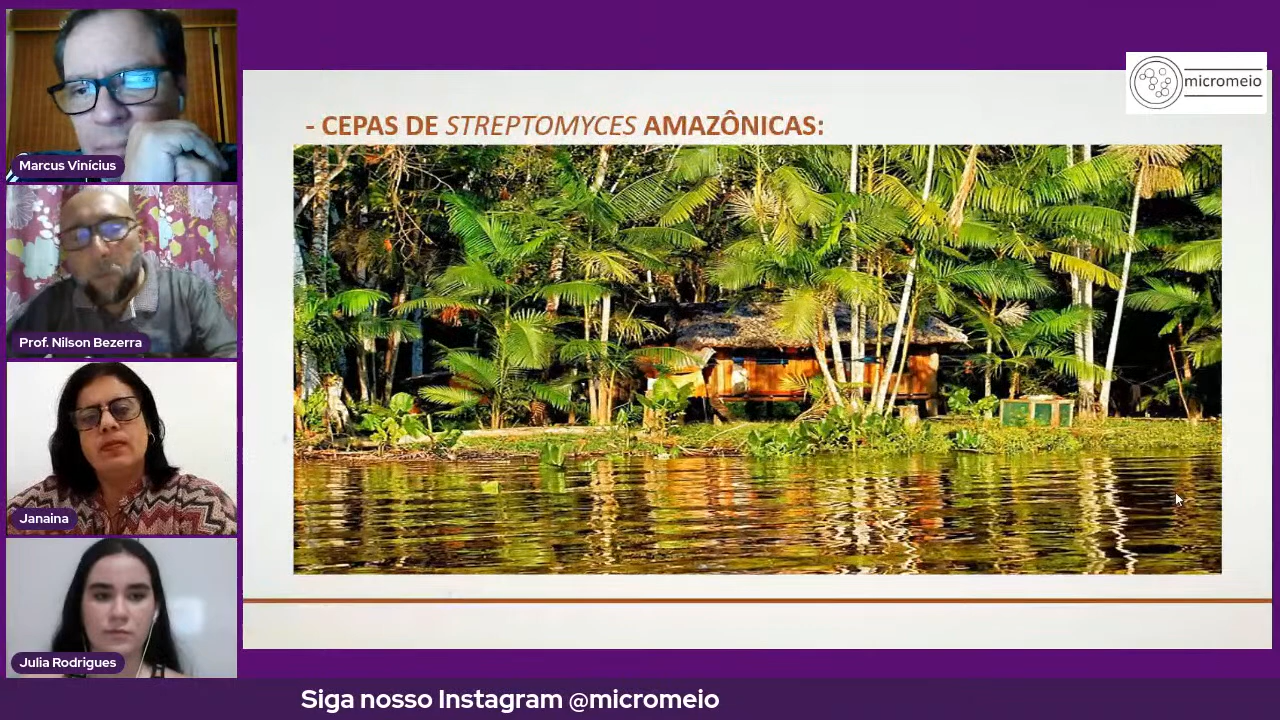 Marcus Vinícius
Prof. Nilson Bezerra
Janaina
Julia Rodrigues
- CEPAS DE STREPTOMYCES AMAZÔNICAS:
micromeio
Siga nosso Instagram @micromeio